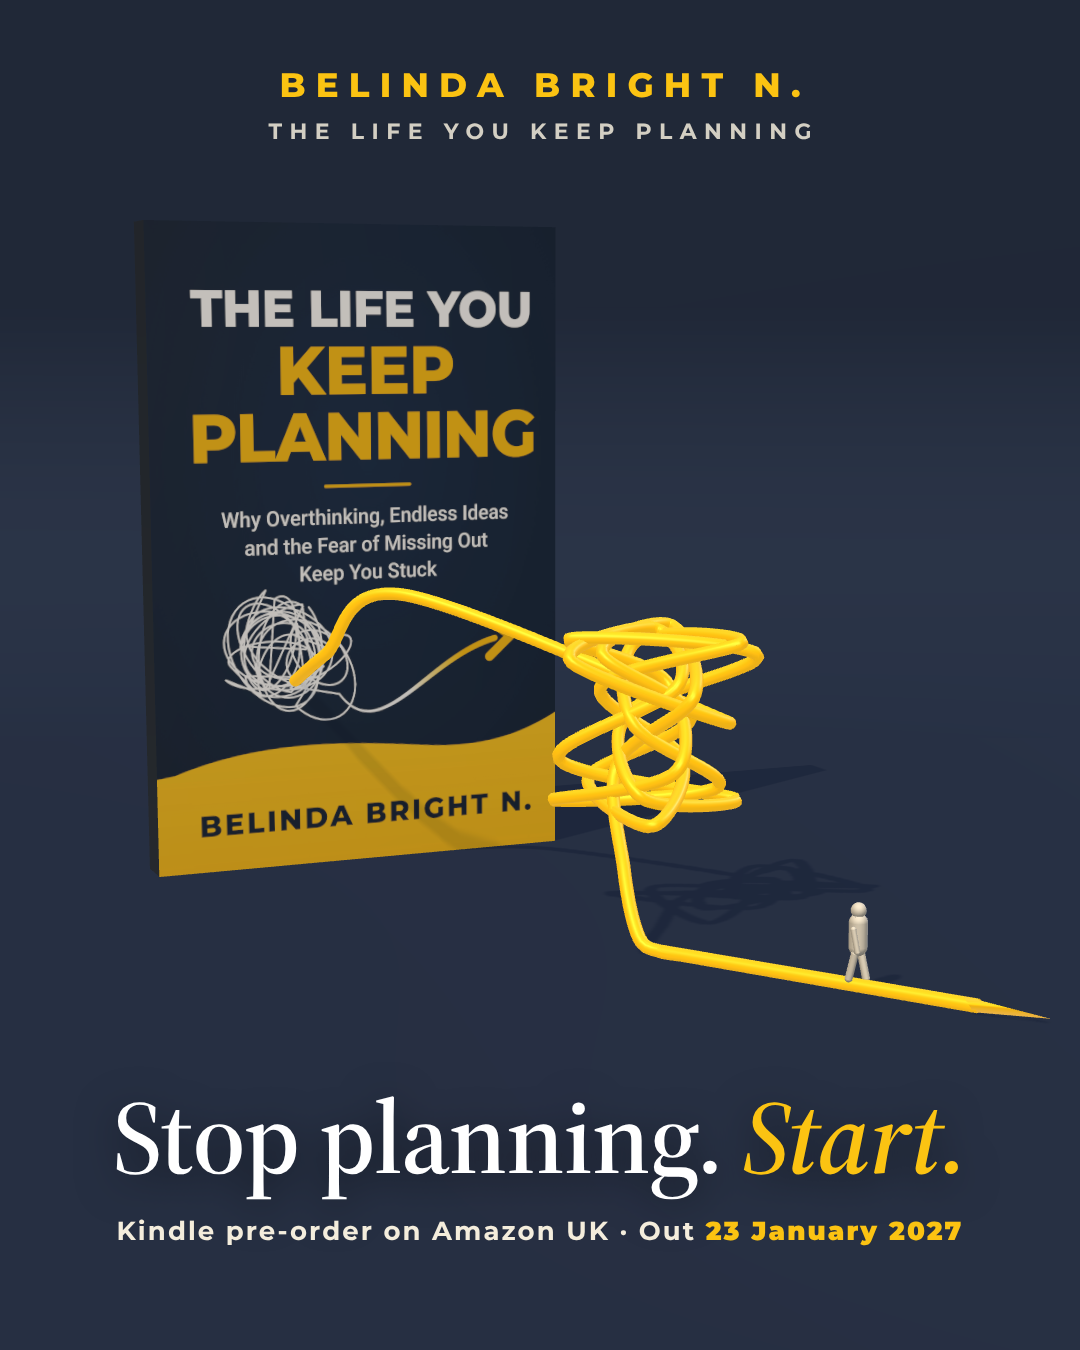 BELINDA BRIGHT N.
THE LIFE YOU KEEP PLANNING
THE LIFE YOU
KEEP
PLANNING
Why Overthinking, Endless Ideas
and the Fear of Missing Out
Keep You Stuck
BELINDA BRIGHT N.
Stop planning. Start.
Kindle pre-order on Amazon UK · Out 23 January 2027